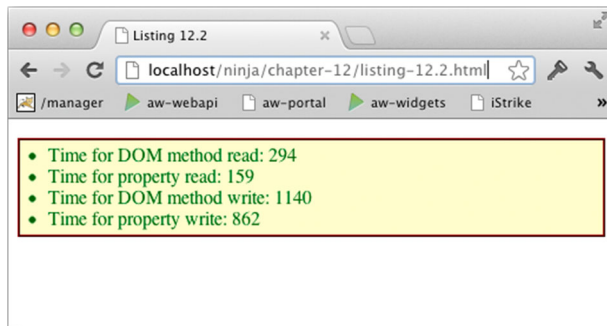 Listing 12.2
localhost/ninja/chapter-12/listing-12.2.html
/manager aw-webapi aw-portal aw-widgets iStrike »
Time for DOM method read: 294
Time for property read: 159
Time for DOM method write: 1140
Time for property write: 862